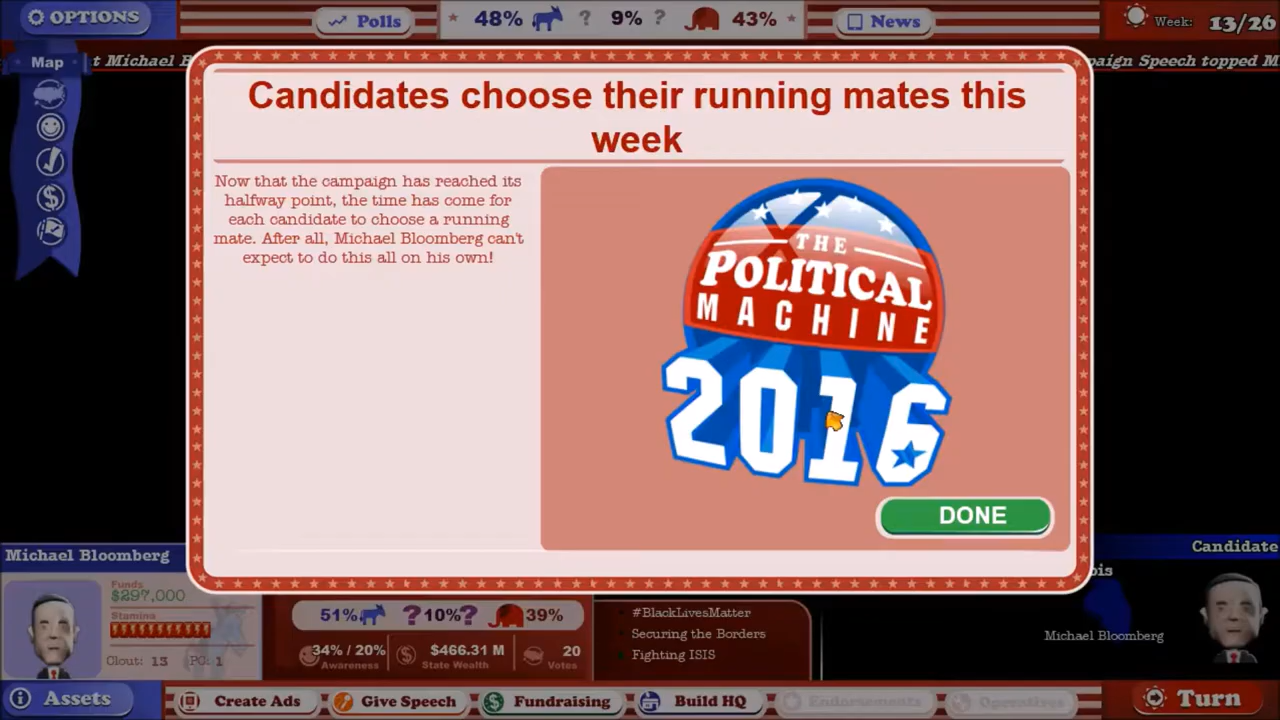 OPTIONS
Polls
48% ? 9% ? 43%
News
Week: 13/26
Map
t Michael B
aign Speech topped M
Candidates choose their running mates this
week
Now that the campaign has reached its
halfway point, the time has come for
each candidate to choose a running
mate. After all, Michael Bloomberg can't
expect to do this all on his own!
THE
POLITICAL
MACHINE
2016
DONE
Michael Bloomberg
Funds
$297,000
Stamina
Clout: 13
PC: 1
51% ?10%? 39%
34% / 20%
Awareness
$466.31 M
State Wealth
20
Votes
#BlackLivesMatter
Securing the Borders
Fighting ISIS
Candidate
ois
Michael Bloomberg
Assets
Create Ads
Give Speech
Fundraising
Build HQ
Endorsements
Operatives
Turn